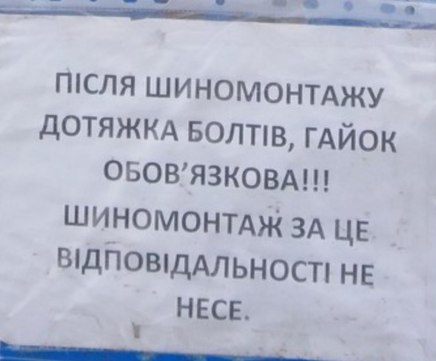 ПІСЛЯ ШИНОМОНТАЖУ
ДОТЯЖКА БОЛТІВ, ГАЙОК
ОБОВ'ЯЗКОВА!!!
ШИНОМОНТАЖ ЗА ЦЕ
ВІДПОВІДАЛЬНОСТІ НЕ
НЕСЕ.